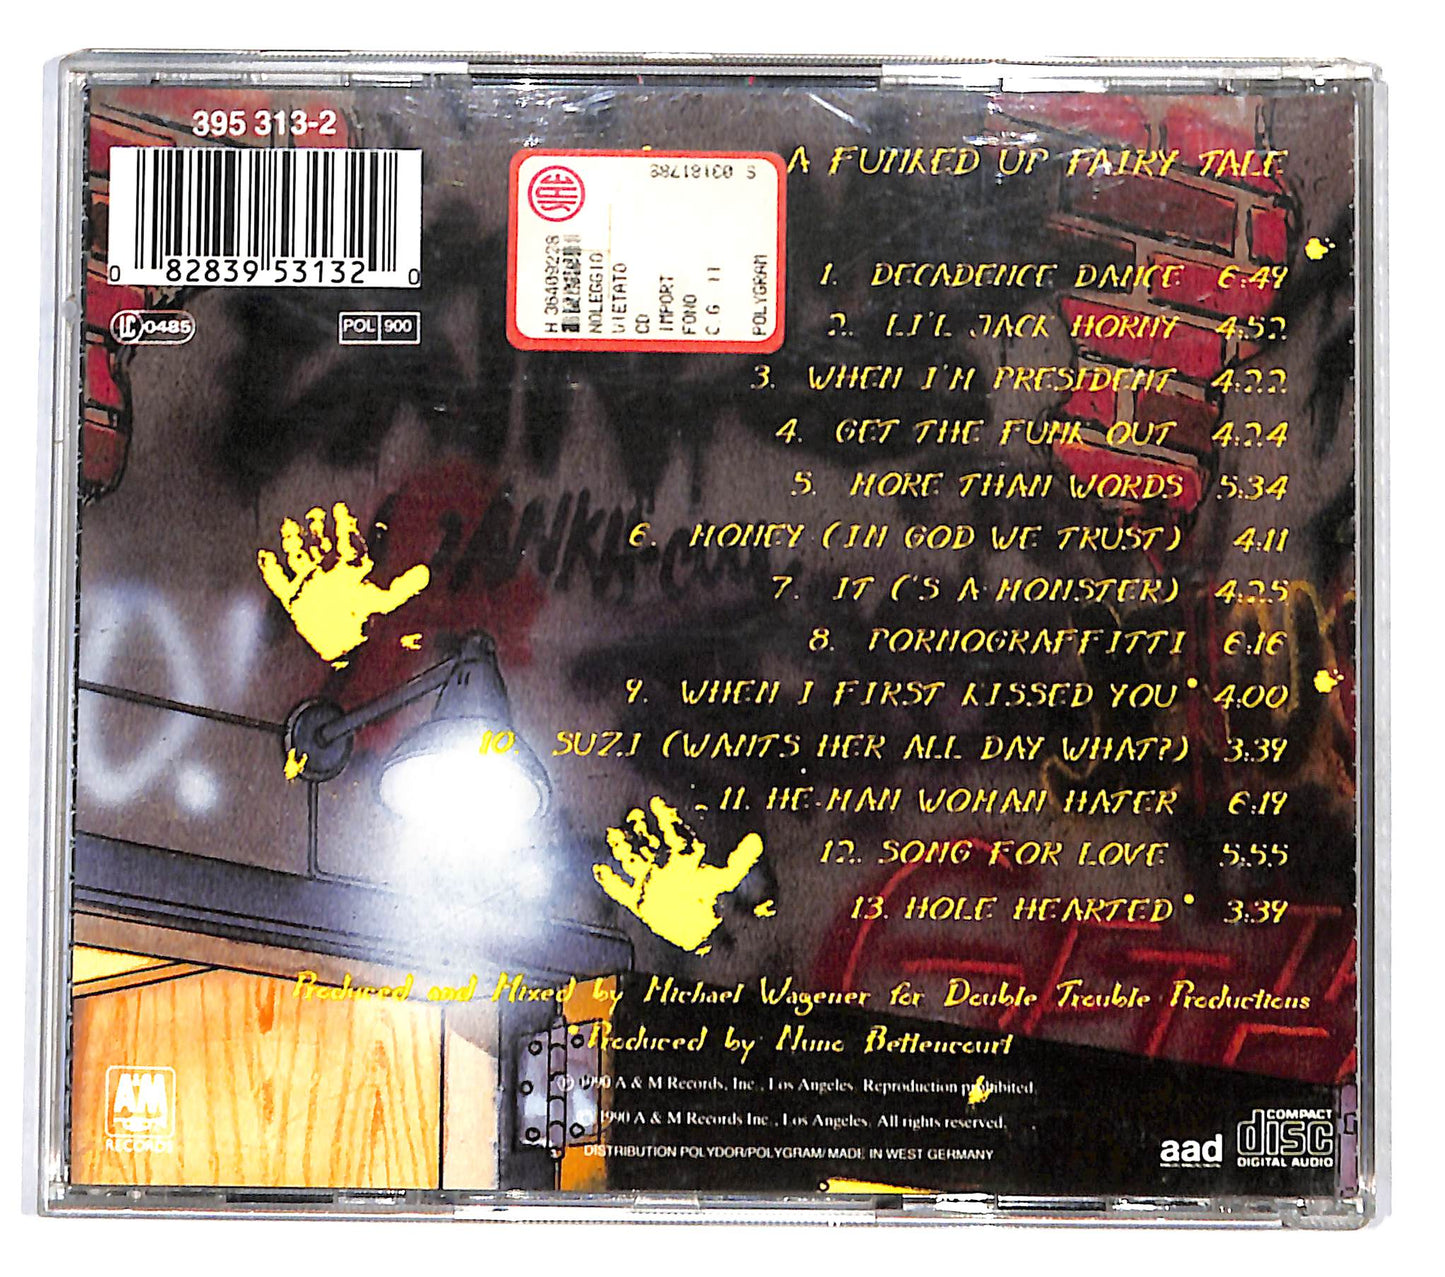 395 313-2
0 82839 53132 0
LC 0485
POL 900
S 03181789
H 36409228
NOLEGGIO
VIETATO
CD
IMPORT
FONO
C G II
POLYGRAM
A FUNKED UP FAIRY TALE
1. DECADENCE DANCE 6:49
2. LI'L JACK HORNY 4:52
3. WHEN I'M PRESIDENT 4:22
4. GET THE FUNK OUT 4:24
5. MORE THAN WORDS 5:34
6. MONEY (IN GOD WE TRUST) 4:11
7. IT ('S A MONSTER) 4:25
8. PORNOGRAFFITTI 6:16
9. WHEN I FIRST KISSED YOU• 4:00
10. SUZI (WANTS HER ALL DAY WHAT?) 3:39
11. HE-MAN WOMAN HATER 6:19
12. SONG FOR LOVE 5:55
13. HOLE HEARTED• 3:39
Produced and Mixed by Michael Wagener for Double Trouble Productions
• Produced by Nuno Bettencourt
℗ 1990 A & M Records, Inc., Los Angeles. Reproduction prohibited.
© 1990 A & M Records Inc., Los Angeles. All rights reserved.
DISTRIBUTION POLYDOR/POLYGRAM/MADE IN WEST GERMANY
A&M
RECORDS
aad
COMPACT
disc
DIGITAL AUDIO